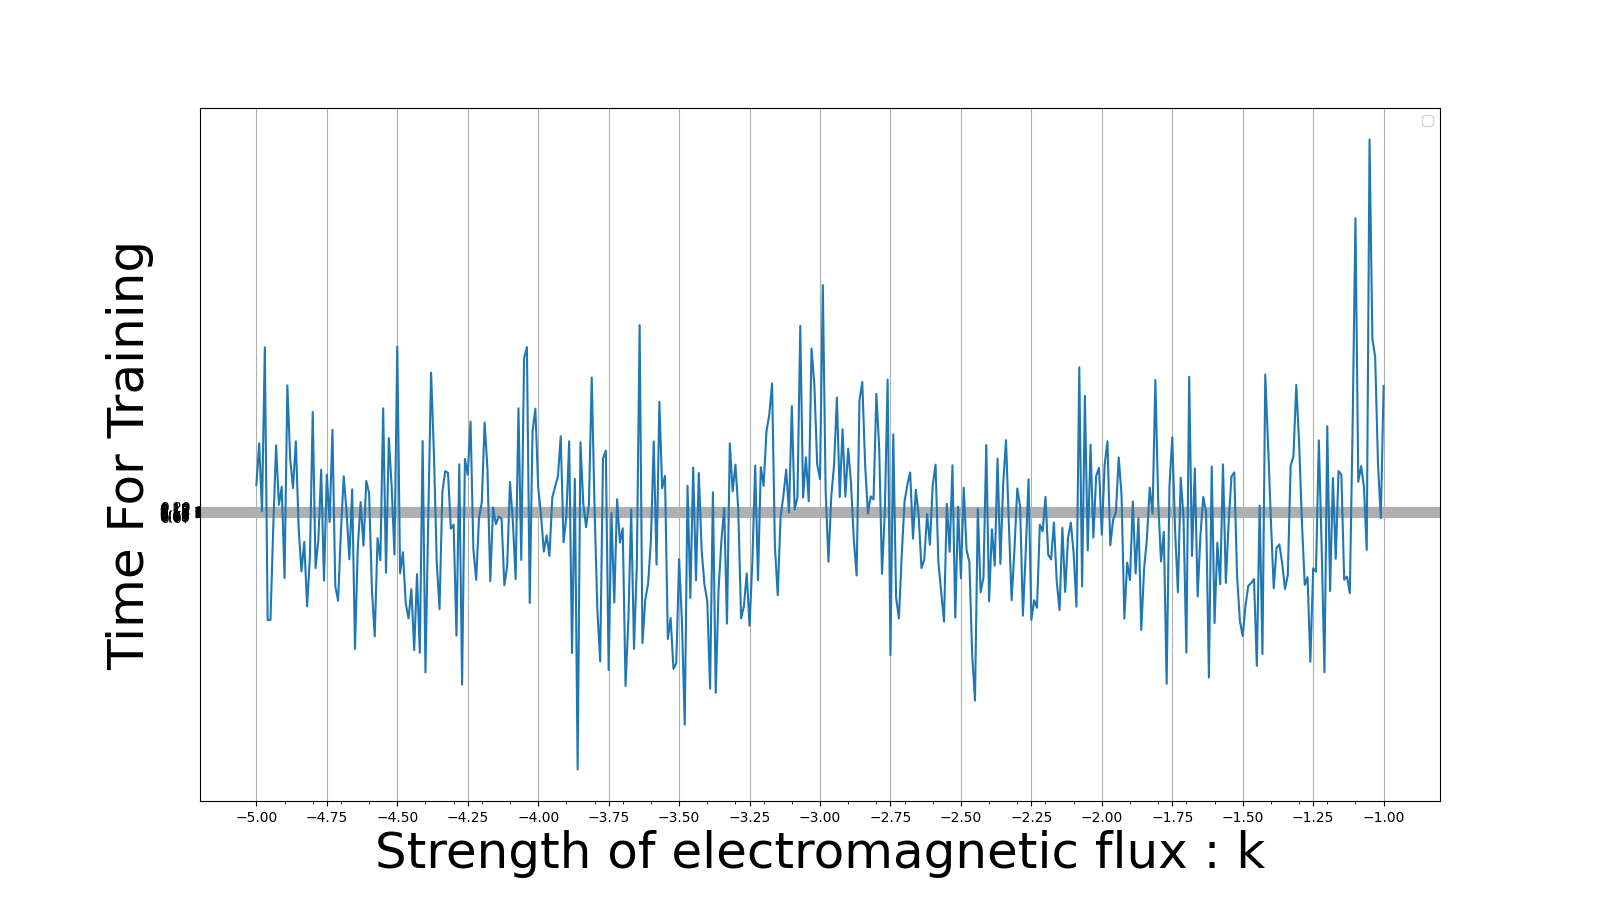 Time For Training
−5.00 −4.75 −4.50 −4.25 −4.00 −3.75 −3.50 −3.25 −3.00 −2.75 −2.50 −2.25 −2.00 −1.75 −1.50 −1.25 −1.00
Strength of electromagnetic flux : k